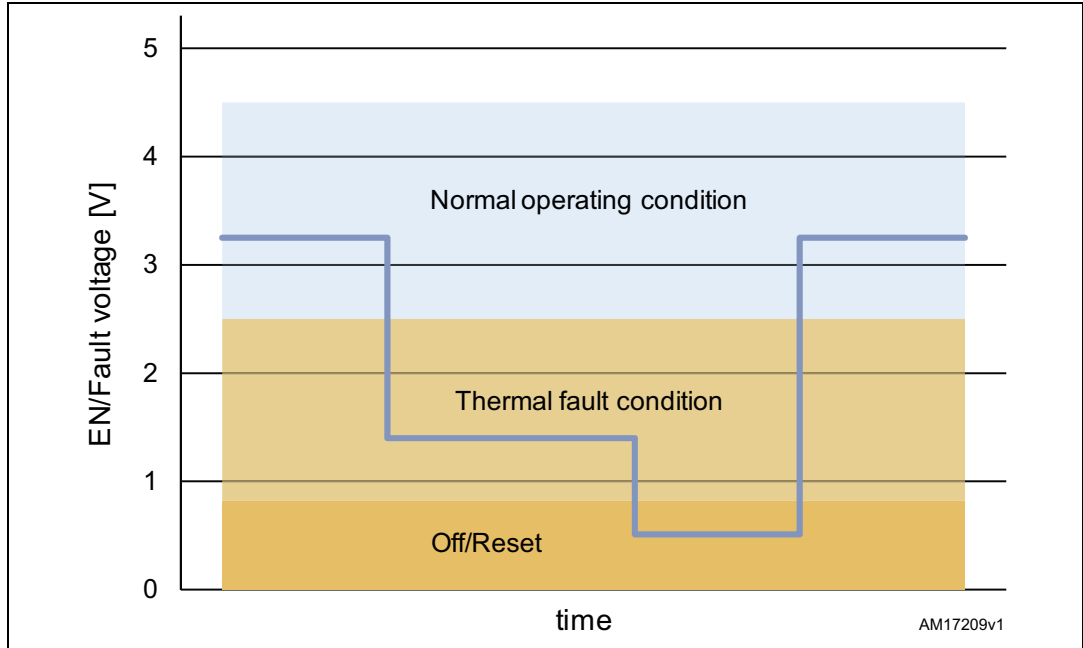 5
4
3
2
1
0
EN/Fault voltage [V]
Normal operating condition
Thermal fault condition
Off/Reset
time
AM17209v1